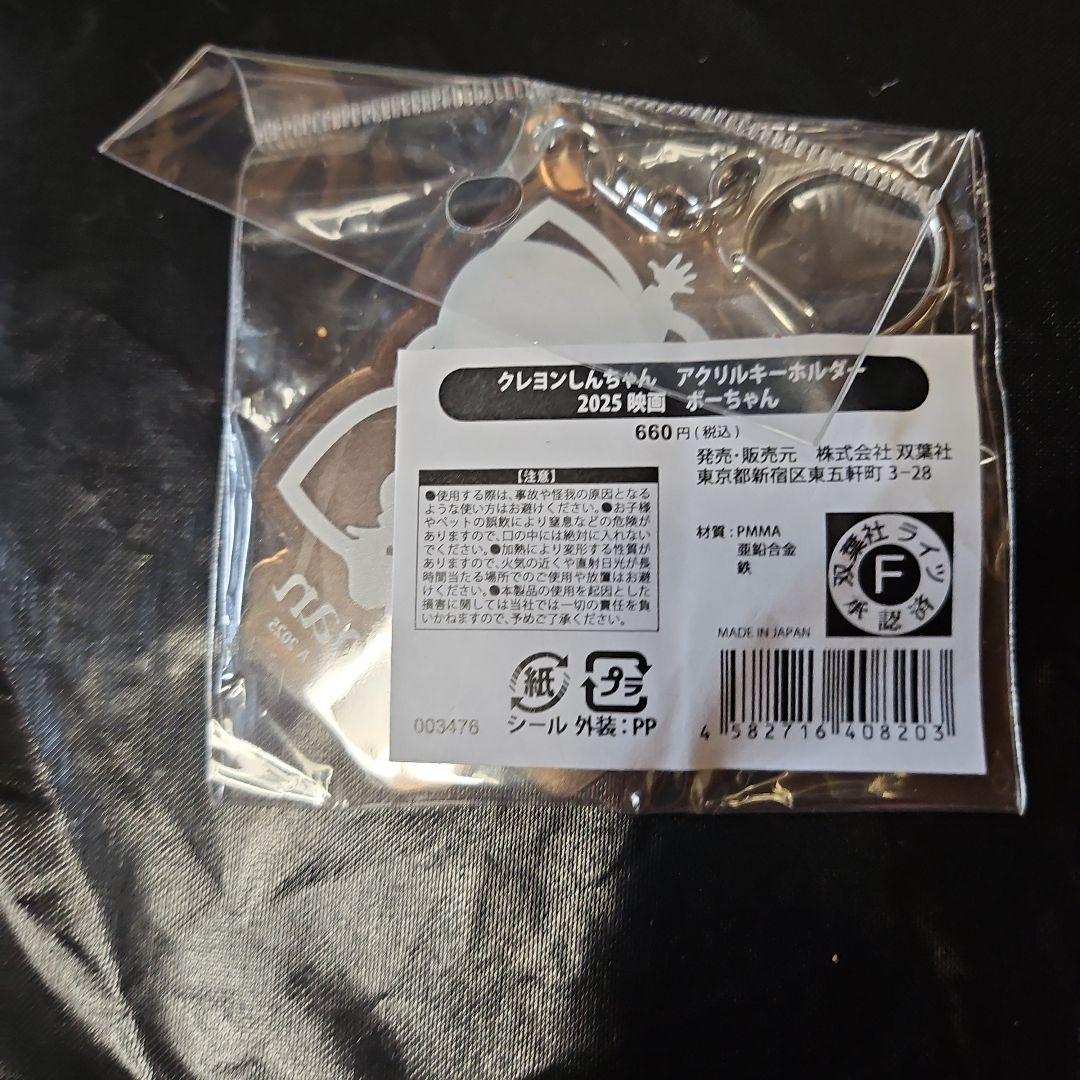 クレヨンしんちゃん　アクリルキーホルダー
2025 映画　ボーちゃん
660円(税込)
発売・販売元　株式会社 双葉社
東京都新宿区東五軒町 3-28
【注意】
●使用する際は、事故や怪我の原因となる
ような使い方はお避けください。●お子様
やペットの誤飲により窒息などの危険が
ありますので、口の中には絶対に入れない
でください。●加熱により変形する性質が
ありますので、火気の近くや直射日光が長
時間当たる場所でのご使用や放置はお避
けください。●本製品の使用を起因とした
損害に関しては当社では一切の責任を負
いかねますので、予めご了承ください。
材質：PMMA
亜鉛合金
鉄
双葉社ライツ
F
承認済
MADE IN JAPAN
紙
プラ
シール 外装：PP
003476
4 582716 408203
2025